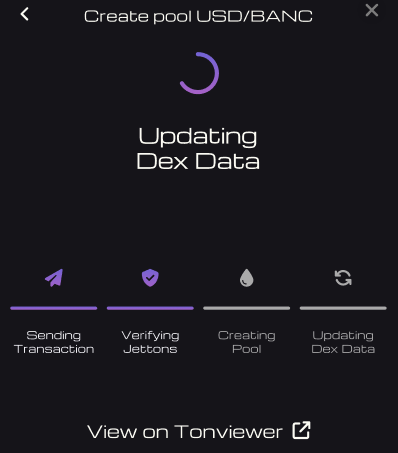 Create pool USD/BANC
Updating
Dex Data
Sending
Transaction
Verifying
Jettons
Creating
Pool
Updating
Dex Data
View on Tonviewer